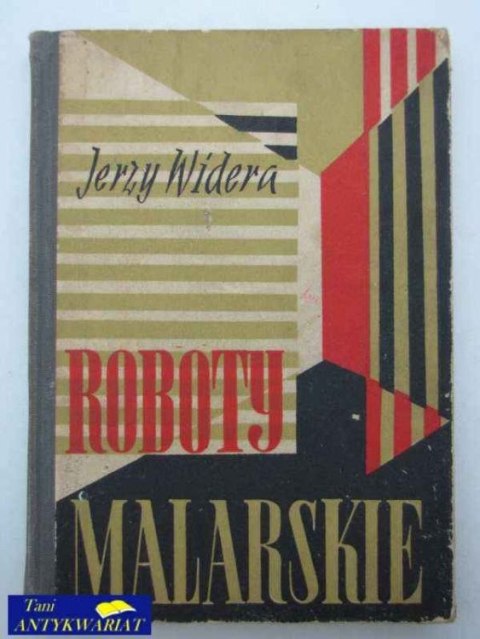 Jerzy Widera
ROBOTY
MALARSKIE
Tani
ANTYKWARIAT